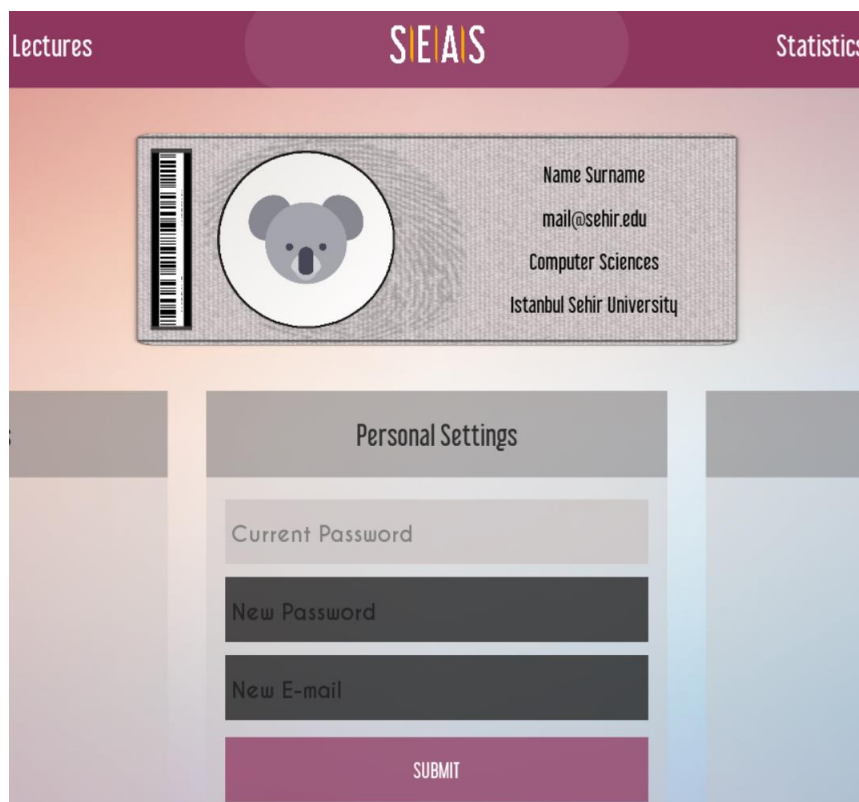 Lectures
S|E|A|S
Statistics
Name Surname
mail@sehir.edu
Computer Sciences
Istanbul Sehir University
Personal Settings
Current Password
New Password
New E-mail
SUBMIT